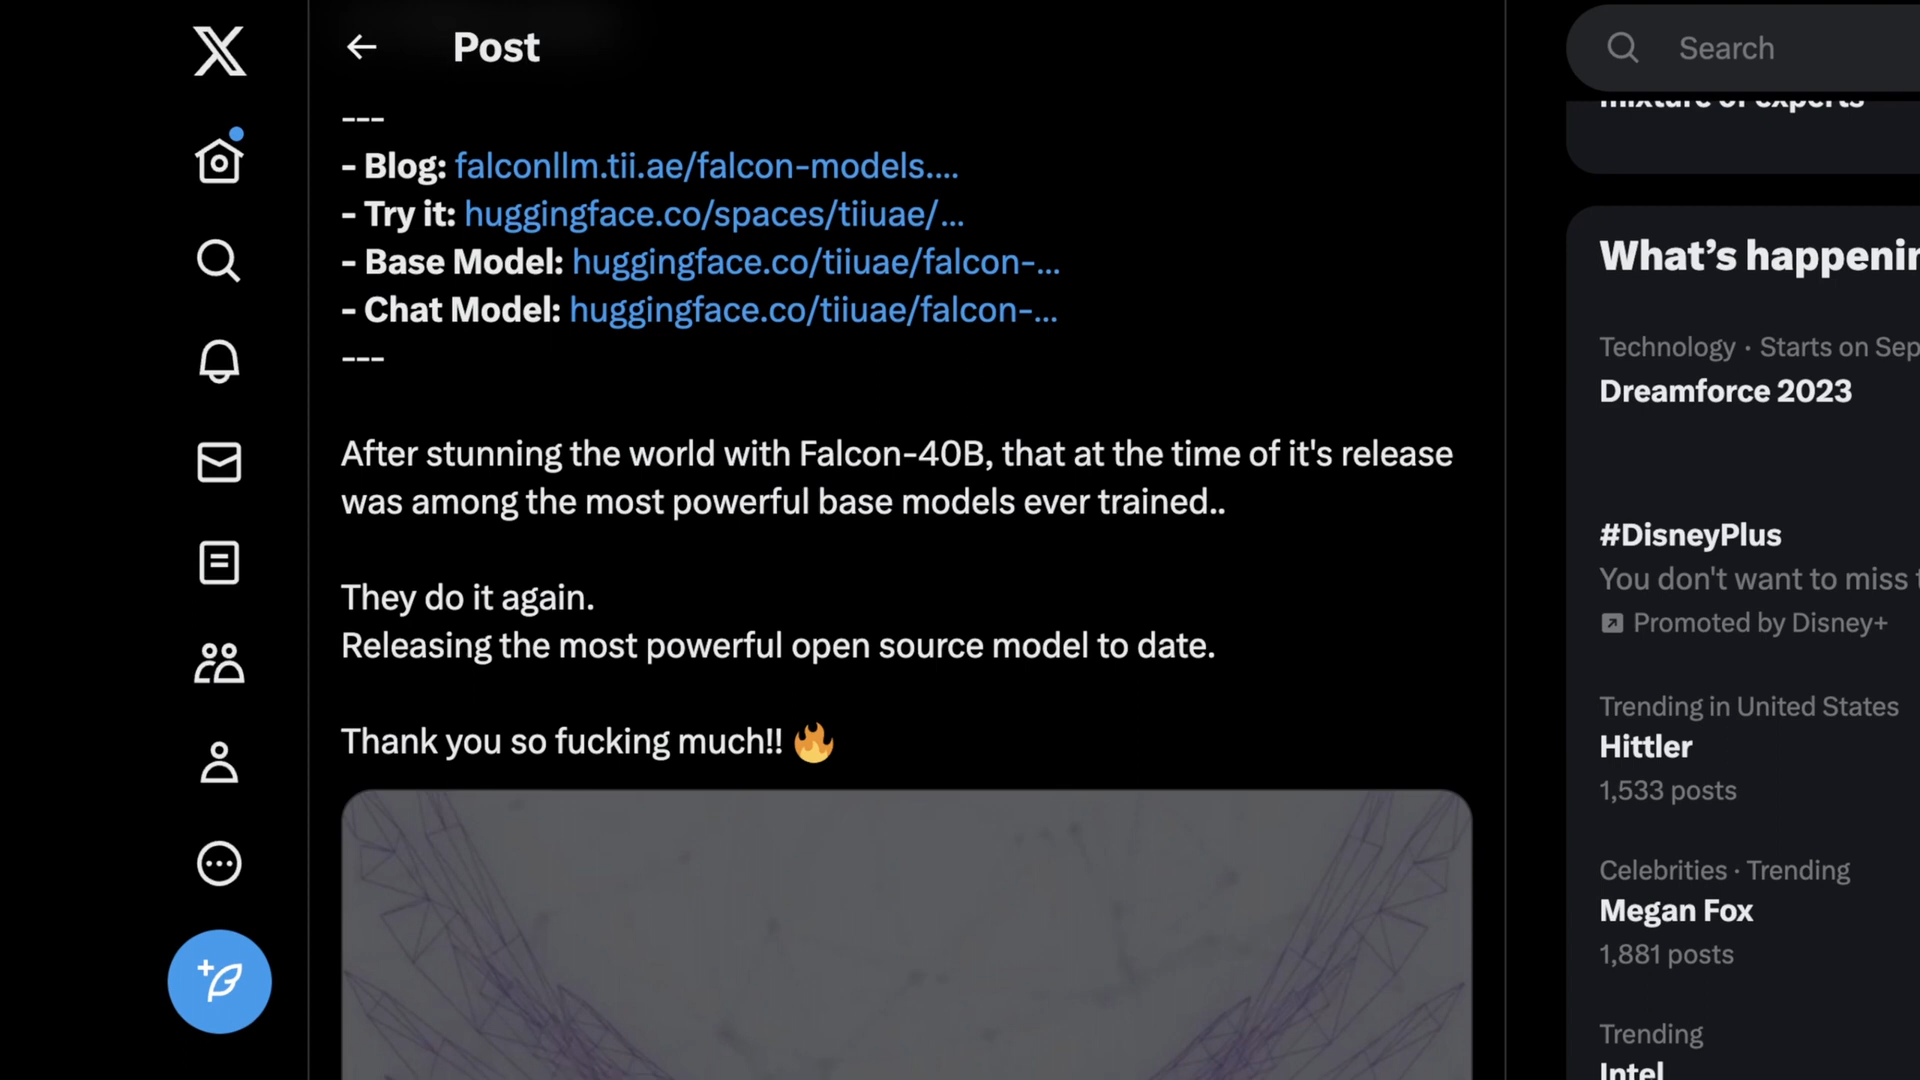 Post
---
- Blog: falconllm.tii.ae/falcon-models....
- Try it: huggingface.co/spaces/tiiuae/...
- Base Model: huggingface.co/tiiuae/falcon-...
- Chat Model: huggingface.co/tiiuae/falcon-...
---
After stunning the world with Falcon-40B, that at the time of it's release
was among the most powerful base models ever trained..
They do it again.
Releasing the most powerful open source model to date.
Thank you so fucking much!! 🔥
Search
mixture of experts
What's happenin
Technology · Starts on Sep
Dreamforce 2023
#DisneyPlus
You don't want to miss
Promoted by Disney+
Trending in United States
Hittler
1,533 posts
Celebrities · Trending
Megan Fox
1,881 posts
Trending
Intel